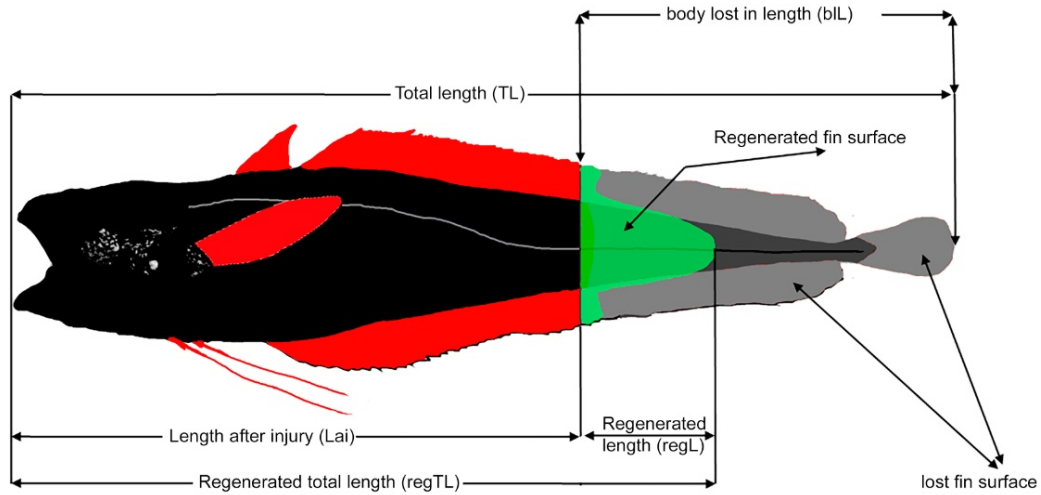 body lost in length (blL)
Total length (TL)
Regenerated fin surface
Length after injury (Lai)
Regenerated
length (regL)
Regenerated total length (regTL)
lost fin surface